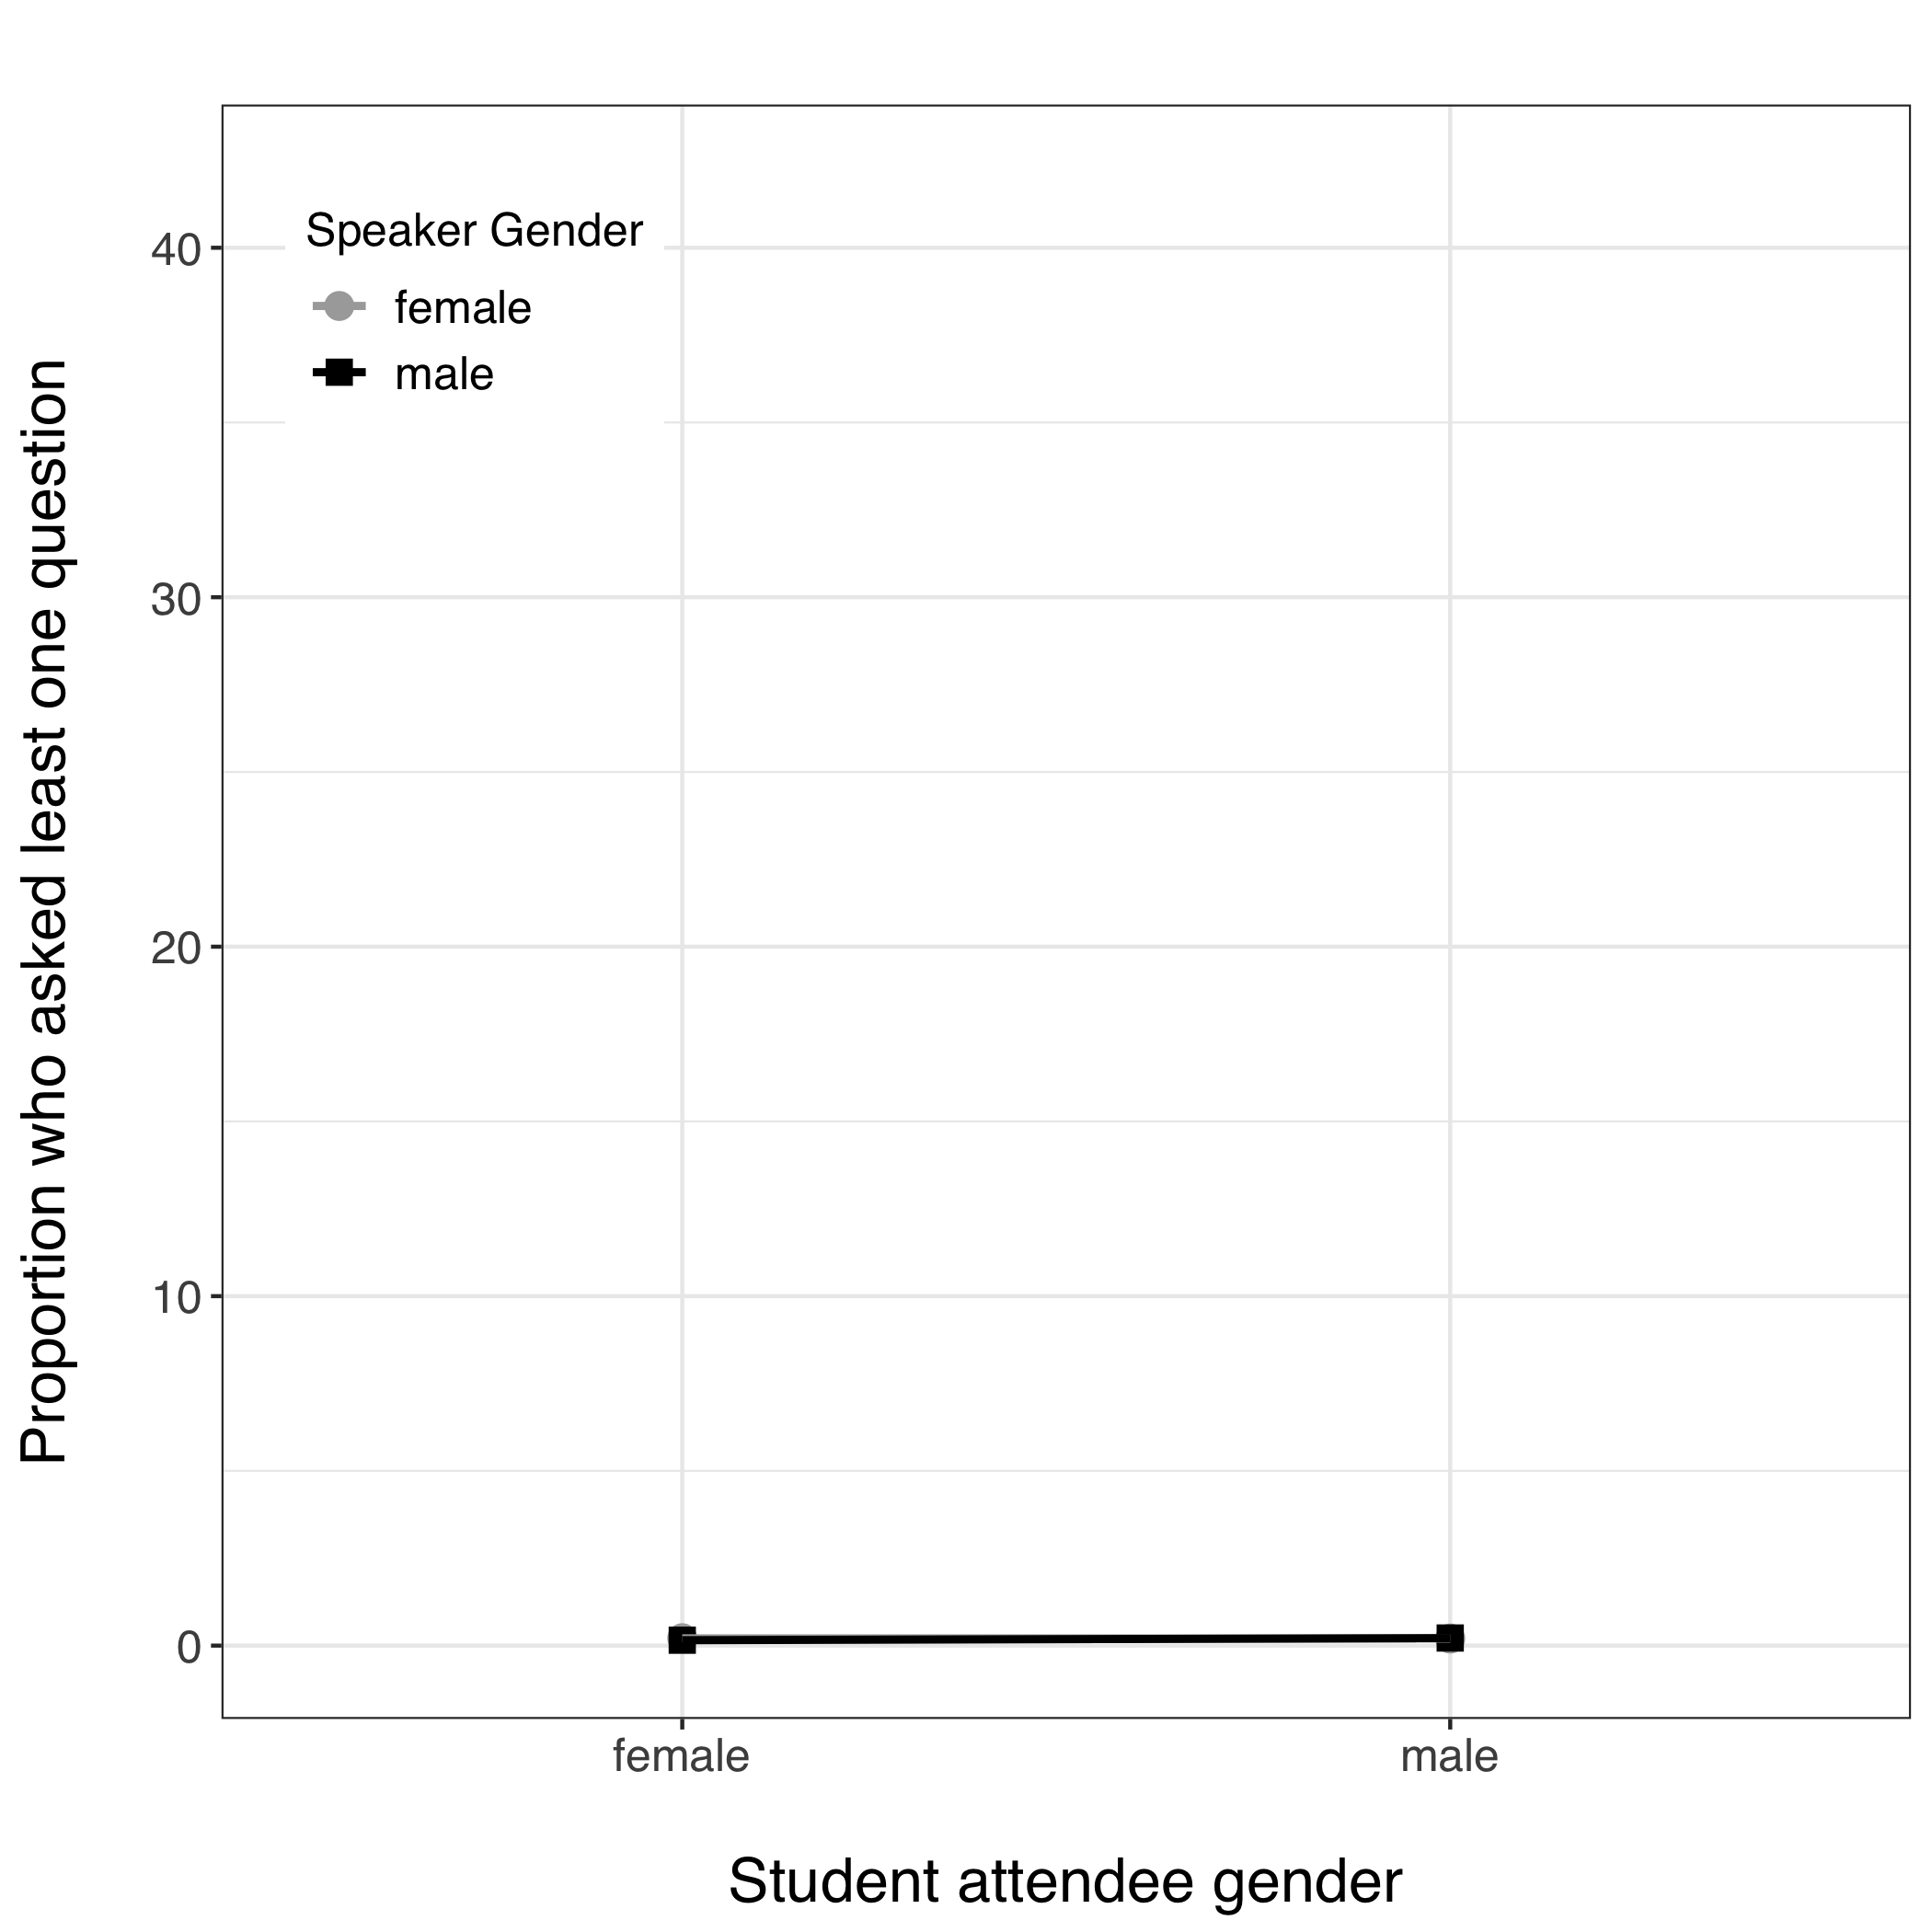 Proportion who asked least one question
Speaker Gender
female
male
40
30
20
10
0
female
male
Student attendee gender